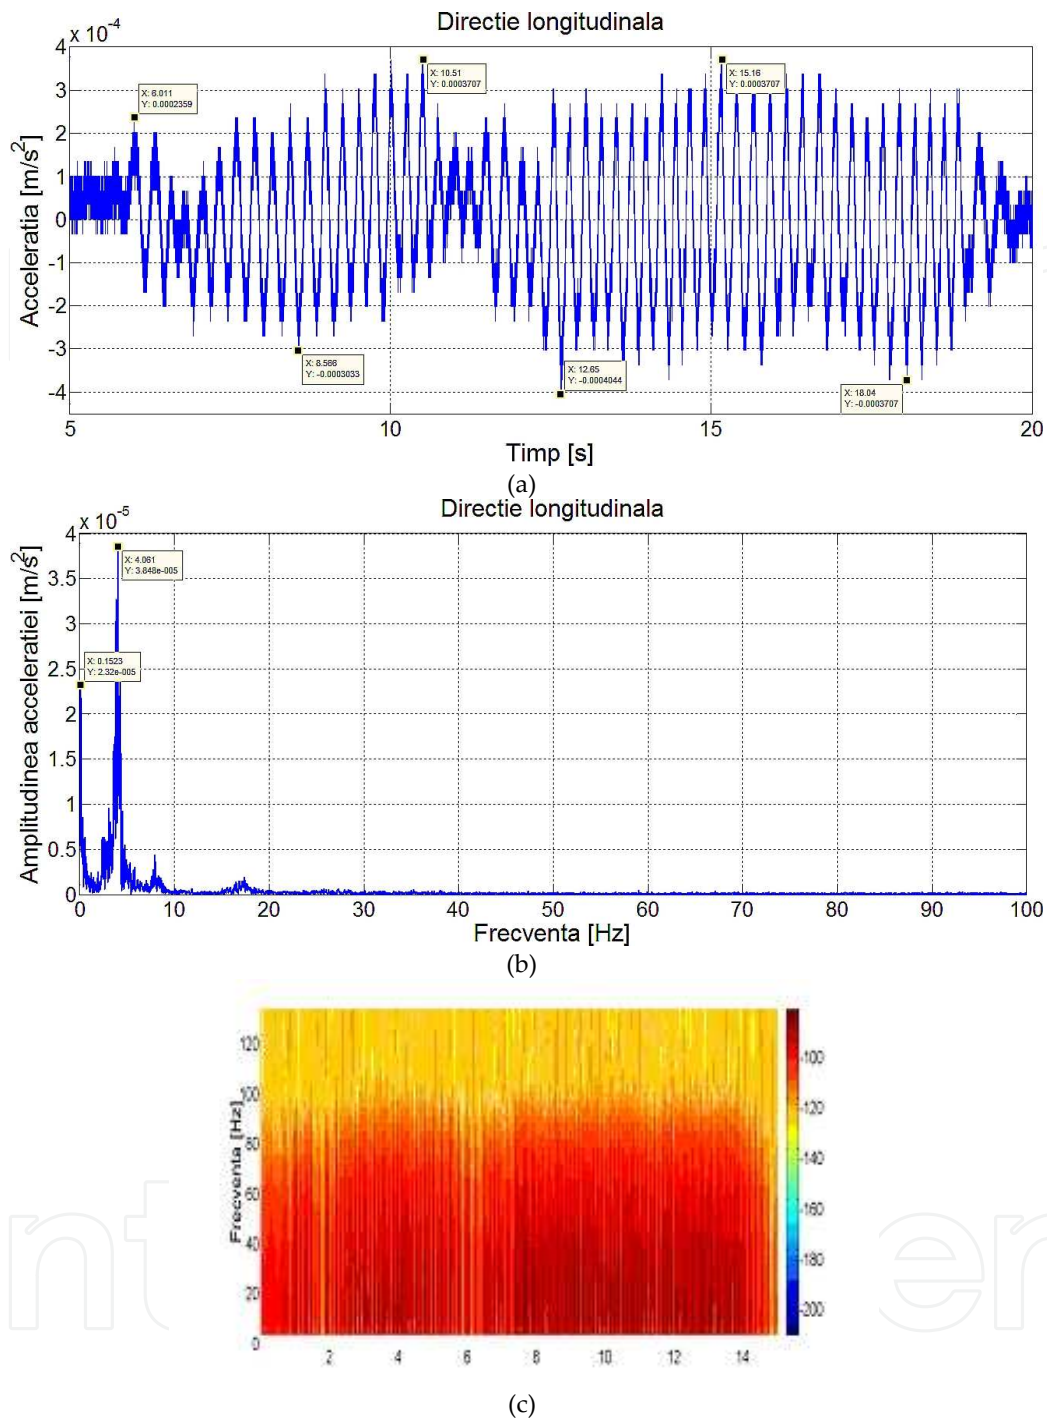 Directie longitudinala
x 10^-4
Acceleratia [m/s²]
4
3
2
1
0
-1
-2
-3
-4
X: 6.011
Y: 0.0002359
X: 10.51
Y: 0.0003707
X: 15.16
Y: 0.0003707
X: 8.566
Y: -0.0003033
X: 12.65
Y: -0.0004044
X: 18.04
Y: -0.0003707
5 10 15 20
Timp [s]
(a)
Directie longitudinala
x 10^-5
Amplitudinea acceleratiei [m/s²]
4
3.5
3
2.5
2
1.5
1
0.5
0
X: 4.061
Y: 3.848e-005
X: 0.1523
Y: 2.32e-005
0 10 20 30 40 50 60 70 80 90 100
Frecventa [Hz]
(b)
Frecventa [Hz]
120
100
80
60
40
20
0
2 4 6 8 10 12 14
-100
-120
-140
-160
-180
-200
(c)